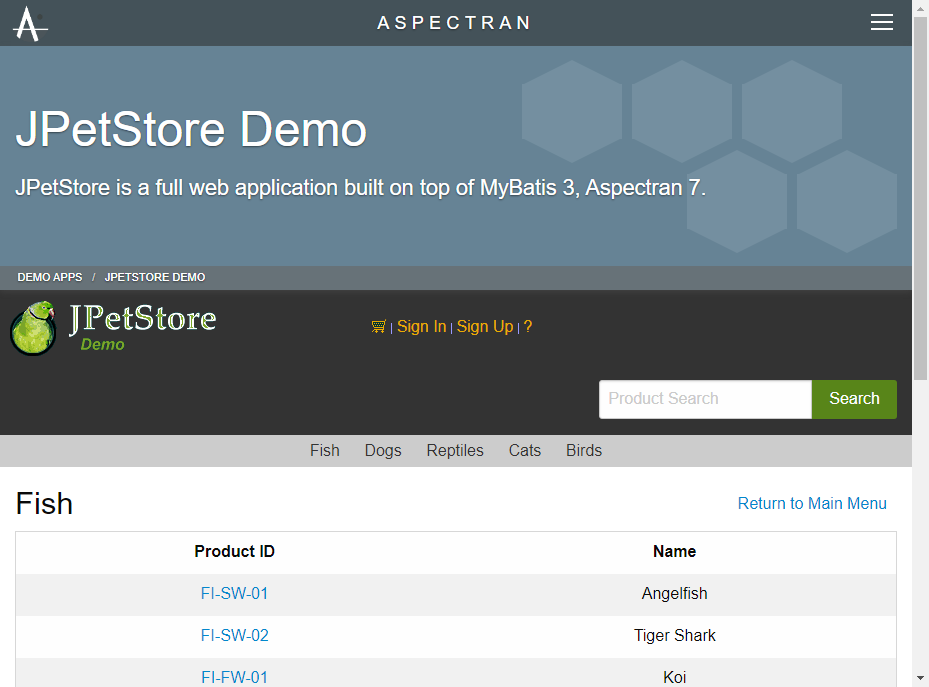 ASPECTRAN
JPetStore Demo
JPetStore is a full web application built on top of MyBatis 3, Aspectran 7.
DEMO APPS / JPETSTORE DEMO
JPetStore
Demo
| Sign In | Sign Up | ?
Product Search Search
Fish Dogs Reptiles Cats Birds
Fish Return to Main Menu
Product ID Name
FI-SW-01 Angelfish
FI-SW-02 Tiger Shark
FI-FW-01 Koi